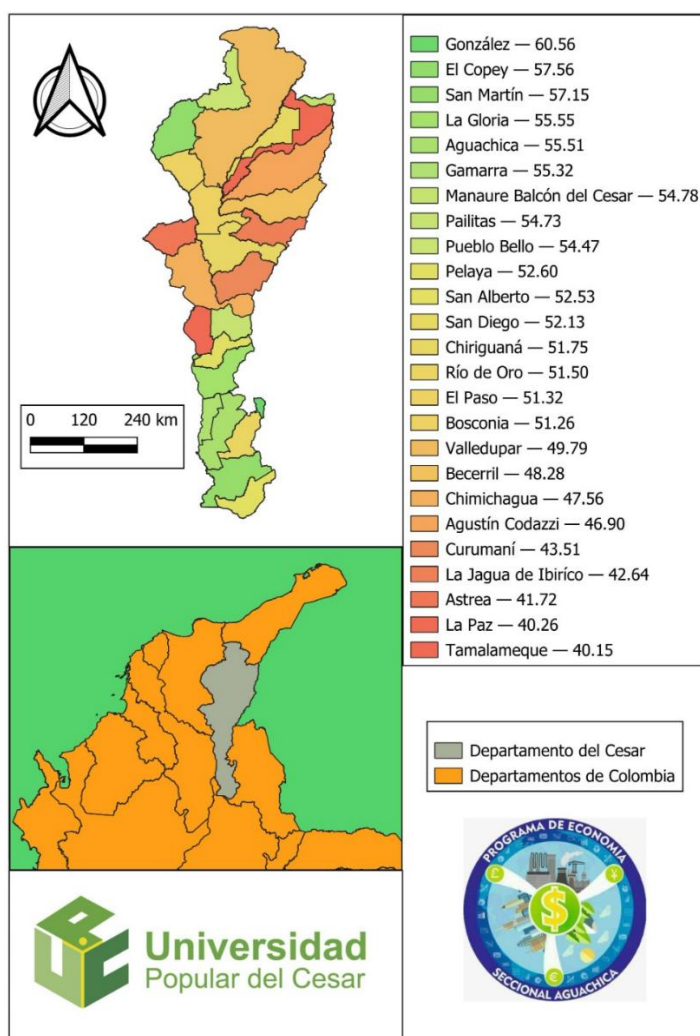 González — 60.56
El Copey — 57.56
San Martín — 57.15
La Gloria — 55.55
Aguachica — 55.51
Gamarra — 55.32
Manaure Balcón del Cesar — 54.78
Pailitas — 54.73
Pueblo Bello — 54.47
Pelaya — 52.60
San Alberto — 52.53
San Diego — 52.13
Chiriguaná — 51.75
Río de Oro — 51.50
El Paso — 51.32
Bosconia — 51.26
Valledupar — 49.79
Becerril — 48.28
Chimichagua — 47.56
Agustín Codazzi — 46.90
Curumaní — 43.51
La Jagua de Ibiríco — 42.64
Astrea — 41.72
La Paz — 40.26
Tamalameque — 40.15
0 120 240 km
Departamento del Cesar
Departamentos de Colombia
UPC
Universidad
Popular del Cesar
PROGRAMA DE ECONOMIA
£ ¥
$
€
SECCIONAL AGUACHICA